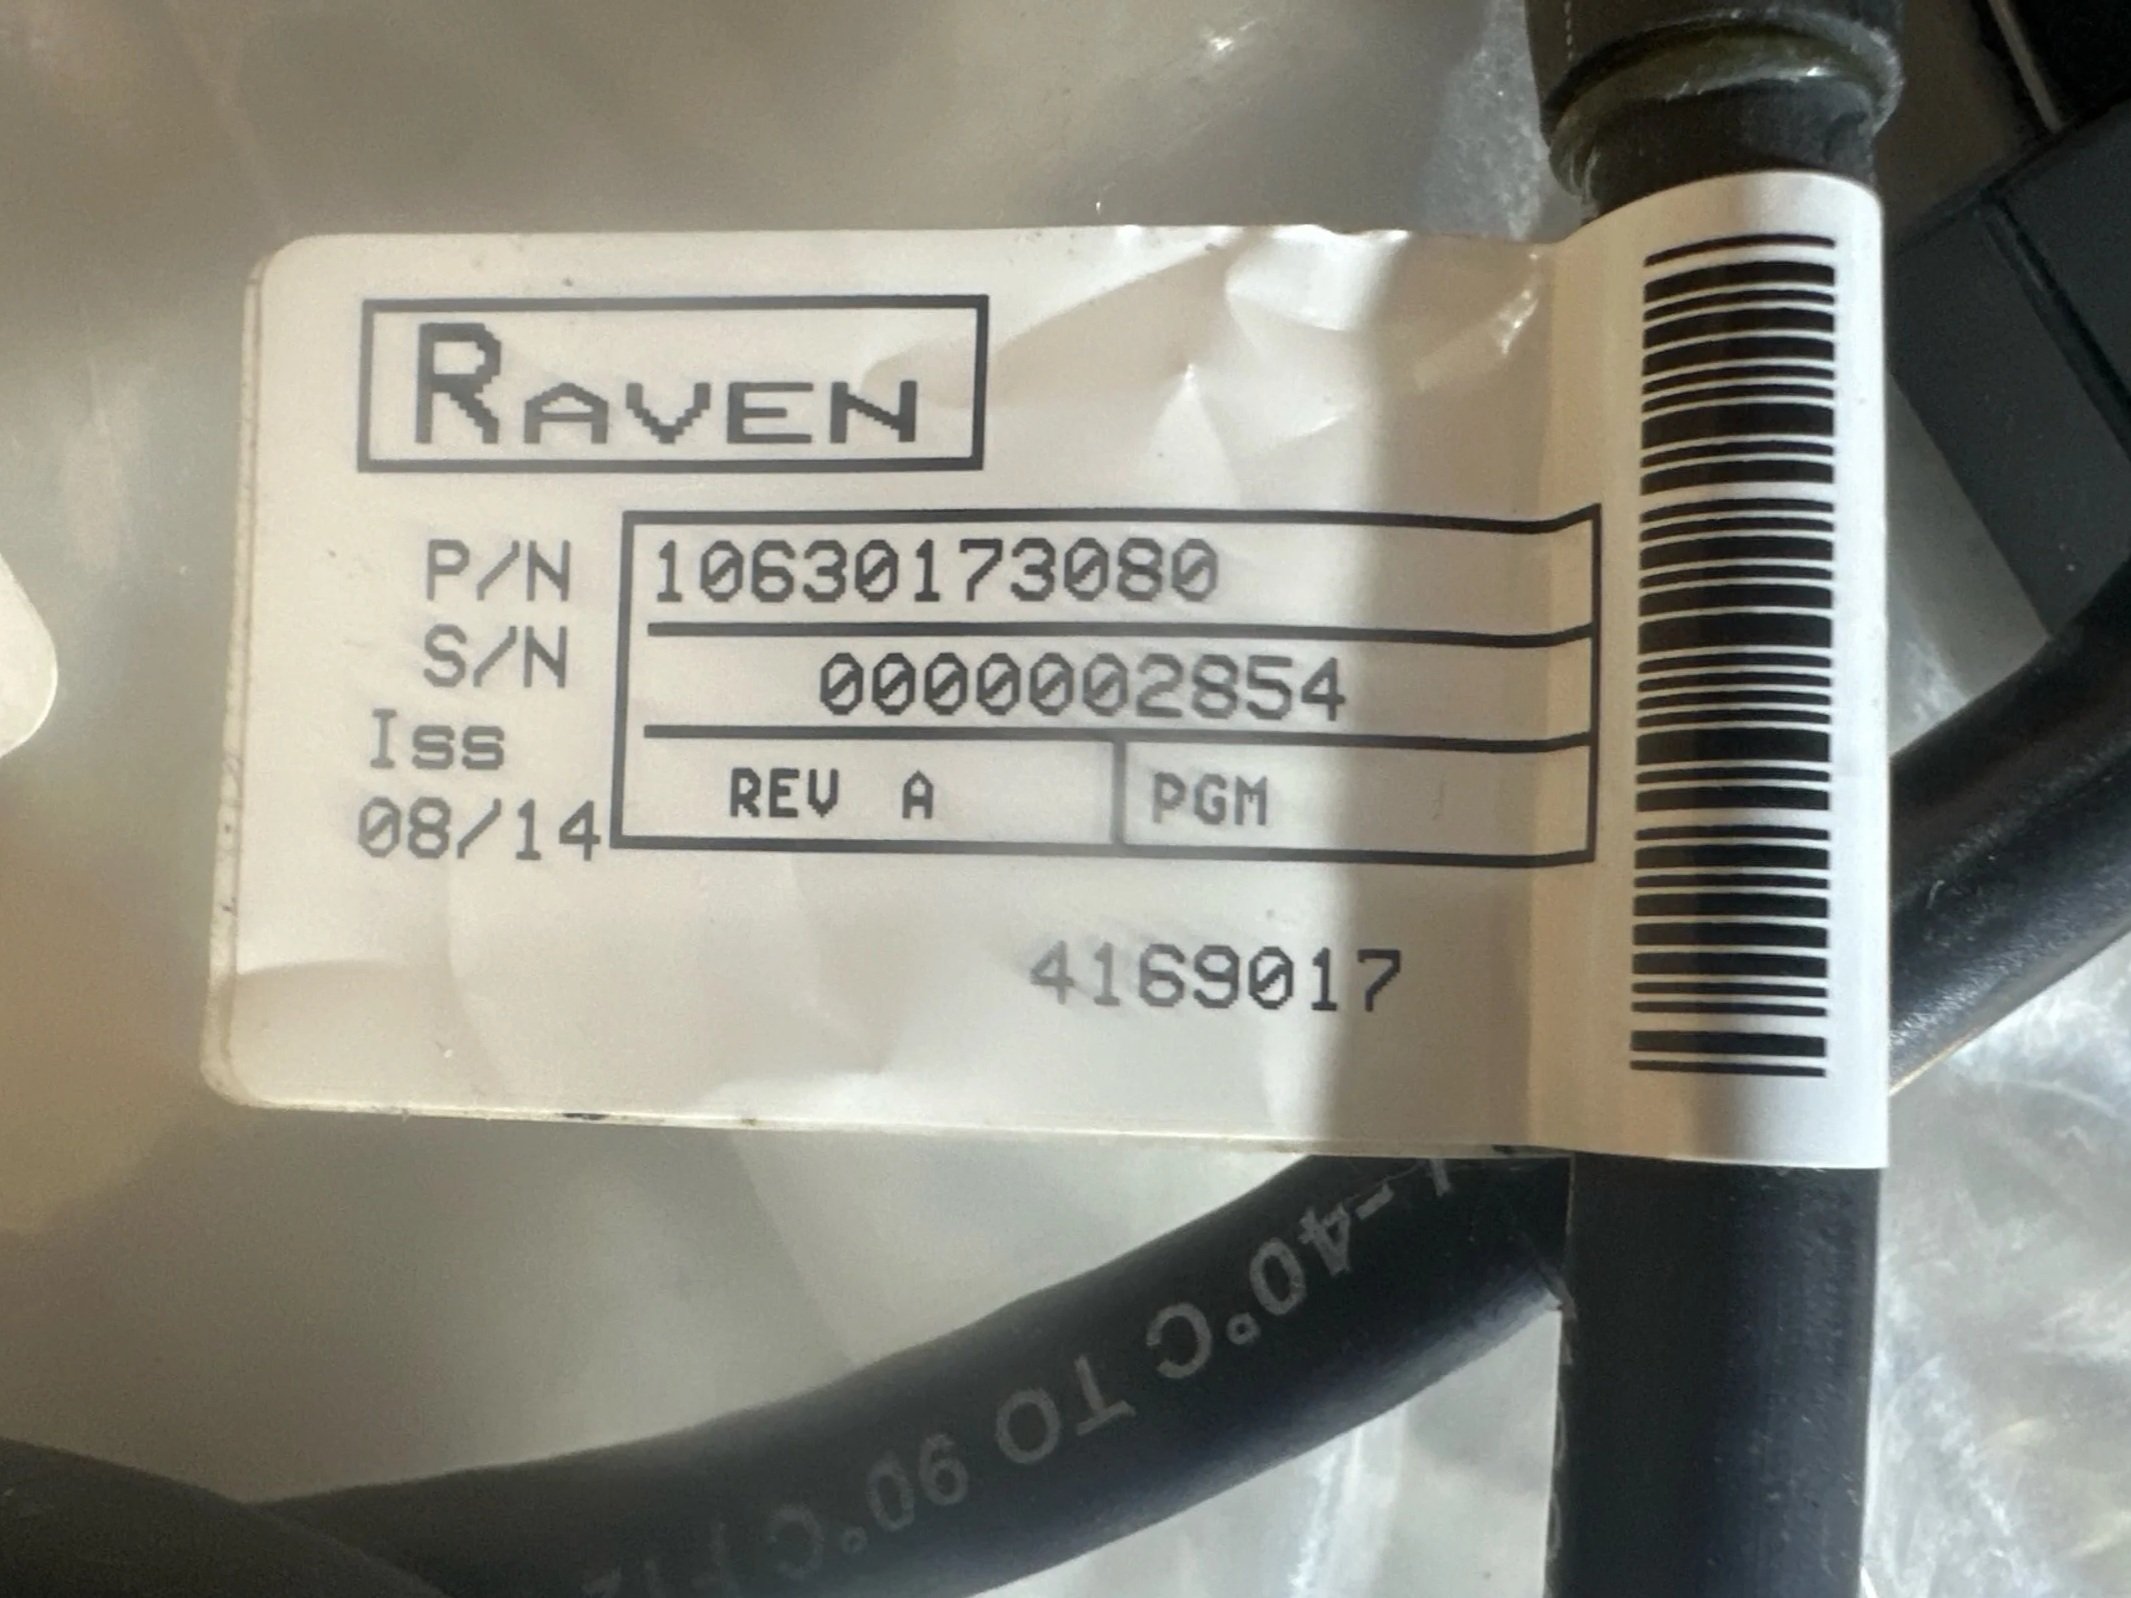 RAVEN
P/N 10630173080
S/N 0000002854
Iss
08/14 REV A PGM
4169017
-40°C TO 90°C